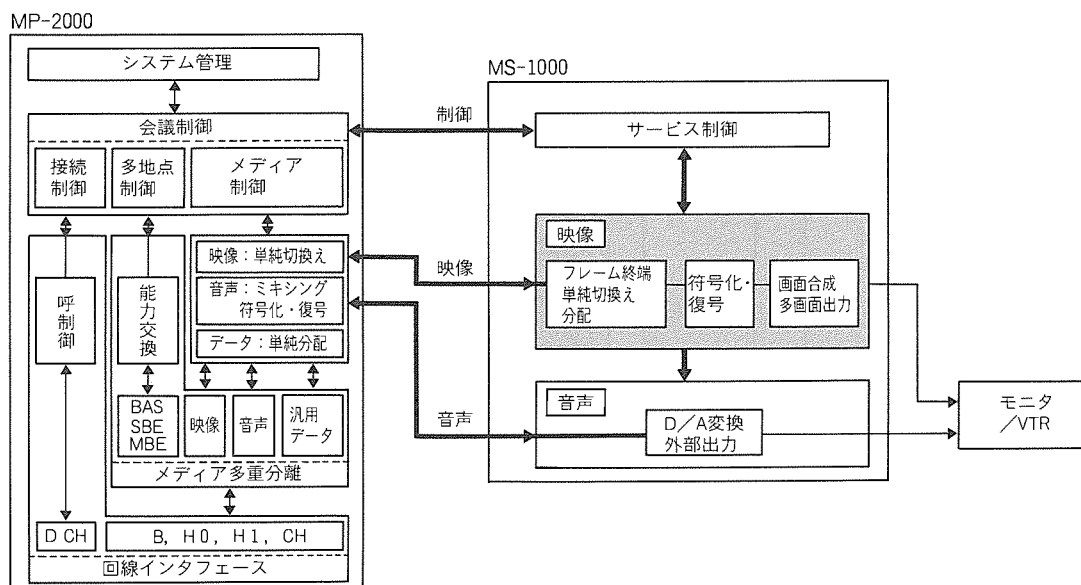 MP-2000
システム管理
会議制御
接続
制御
多地点
制御
メディア
制御
映像:単純切換え
音声:ミキシング
符号化・復号
データ:単純分配
呼制御
能力交換
BAS
SBE
MBE
映像
音声
汎用
データ
メディア多重分離
D CH
B, H0, H1, CH
回線インタフェース
制御
映像
音声
MS-1000
サービス制御
映像
フレーム終端
単純切換え
分配
符号化・
復号
画面合成
多画面出力
音声
D/A変換
外部出力
モニタ
/VTR